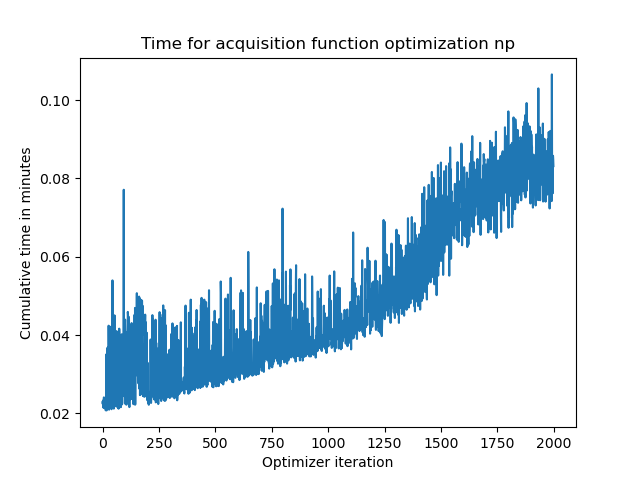 Time for acquisition function optimization np
Cumulative time in minutes
0.10
0.08
0.06
0.04
0.02
0 250 500 750 1000 1250 1500 1750 2000
Optimizer iteration